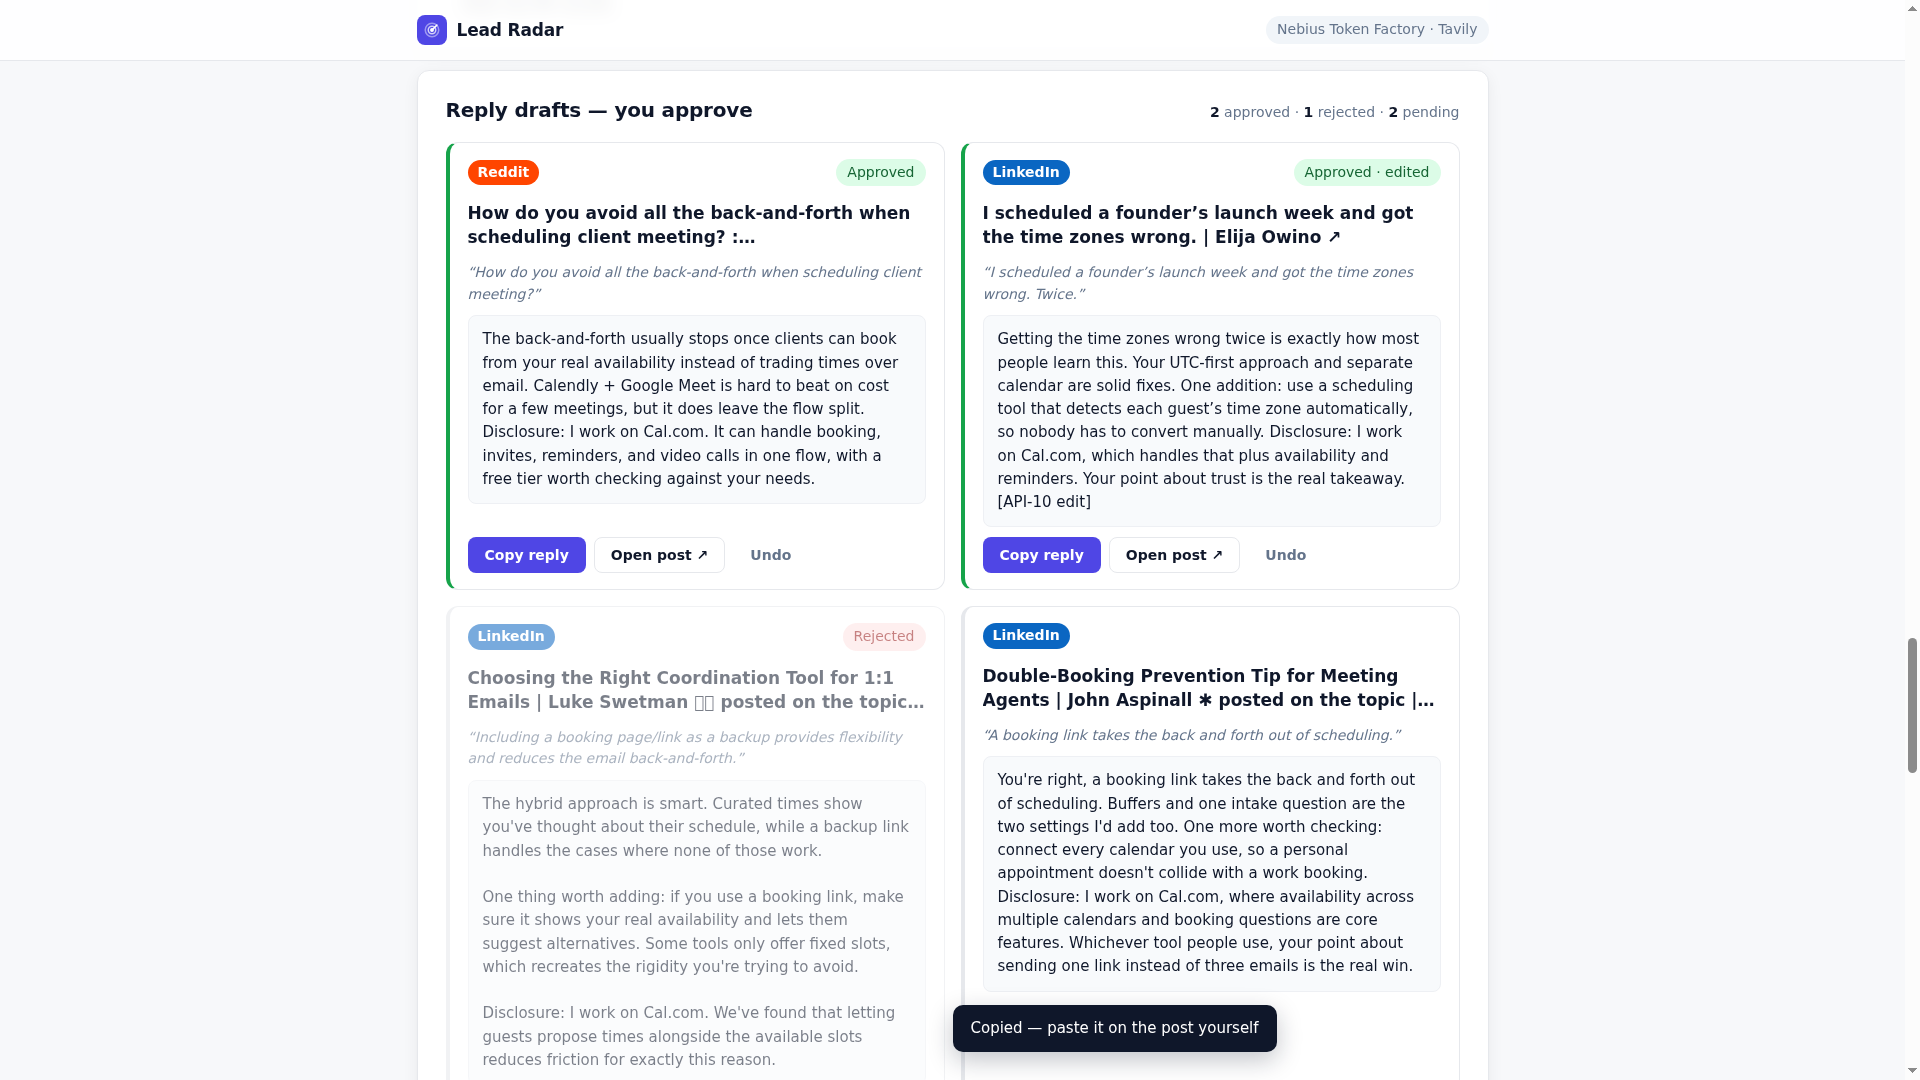 Lead Radar
Nebius Token Factory · Tavily
Reply drafts — you approve
2 approved · 1 rejected · 2 pending
Reddit
Approved
How do you avoid all the back-and-forth when
scheduling client meeting? :…
“How do you avoid all the back-and-forth when scheduling client
meeting?”
The back-and-forth usually stops once clients can book
from your real availability instead of trading times over
email. Calendly + Google Meet is hard to beat on cost
for a few meetings, but it does leave the flow split.
Disclosure: I work on Cal.com. It can handle booking,
invites, reminders, and video calls in one flow, with a
free tier worth checking against your needs.
Copy reply
Open post ↗
Undo
LinkedIn
Approved · edited
I scheduled a founder’s launch week and got
the time zones wrong. | Elija Owino ↗
“I scheduled a founder’s launch week and got the time zones
wrong. Twice.”
Getting the time zones wrong twice is exactly how most
people learn this. Your UTC-first approach and separate
calendar are solid fixes. One addition: use a scheduling
tool that detects each guest’s time zone automatically,
so nobody has to convert manually. Disclosure: I work
on Cal.com, which handles that plus availability and
reminders. Your point about trust is the real takeaway.
[API-10 edit]
Copy reply
Open post ↗
Undo
LinkedIn
Rejected
Choosing the Right Coordination Tool for 1:1
Emails | Luke Swetman posted on the topic…
“Including a booking page/link as a backup provides flexibility
and reduces the email back-and-forth.”
The hybrid approach is smart. Curated times show
you've thought about their schedule, while a backup link
handles the cases where none of those work.
One thing worth adding: if you use a booking link, make
sure it shows your real availability and lets them
suggest alternatives. Some tools only offer fixed slots,
which recreates the rigidity you're trying to avoid.
Disclosure: I work on Cal.com. We've found that letting
guests propose times alongside the available slots
reduces friction for exactly this reason.
LinkedIn
Double-Booking Prevention Tip for Meeting
Agents | John Aspinall ✱ posted on the topic |…
“A booking link takes the back and forth out of scheduling.”
You're right, a booking link takes the back and forth out
of scheduling. Buffers and one intake question are the
two settings I'd add too. One more worth checking:
connect every calendar you use, so a personal
appointment doesn't collide with a work booking.
Disclosure: I work on Cal.com, where availability across
multiple calendars and booking questions are core
features. Whichever tool people use, your point about
sending one link instead of three emails is the real win.
Copied — paste it on the post yourself